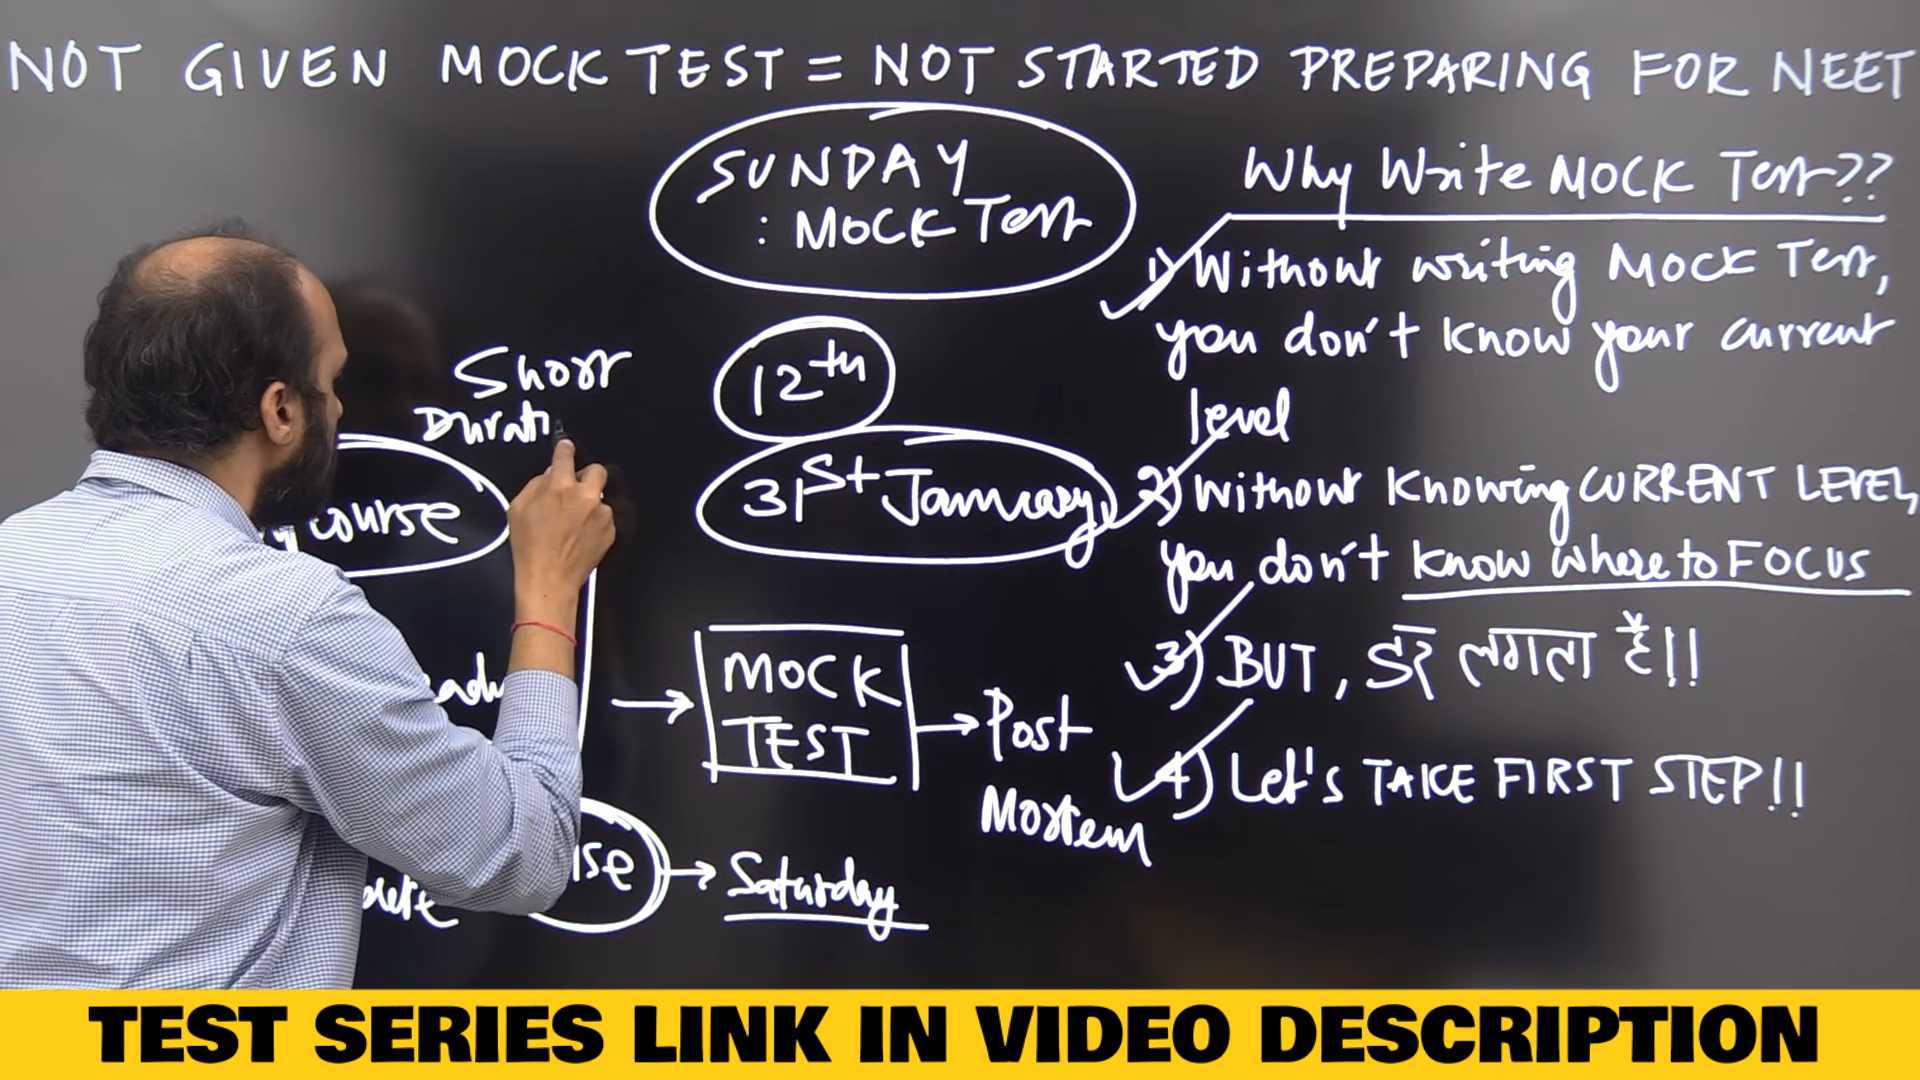 NOT GIVEN MOCK TEST = NOT STARTED PREPARING FOR NEET
SUNDAY
: MOCK Test
Why Write MOCK Test??
1) Without writing MOCK Test,
you don't know your current
level
2) Without Knowing CURRENT LEVEL,
you don't know where to FOCUS
3) BUT, डर लगता है!!
4) Let's TAKE FIRST STEP!!
12th
31st January,
Short
Durati
course
MOCK
TEST
Post
Mortem
Saturday
TEST SERIES LINK IN VIDEO DESCRIPTION